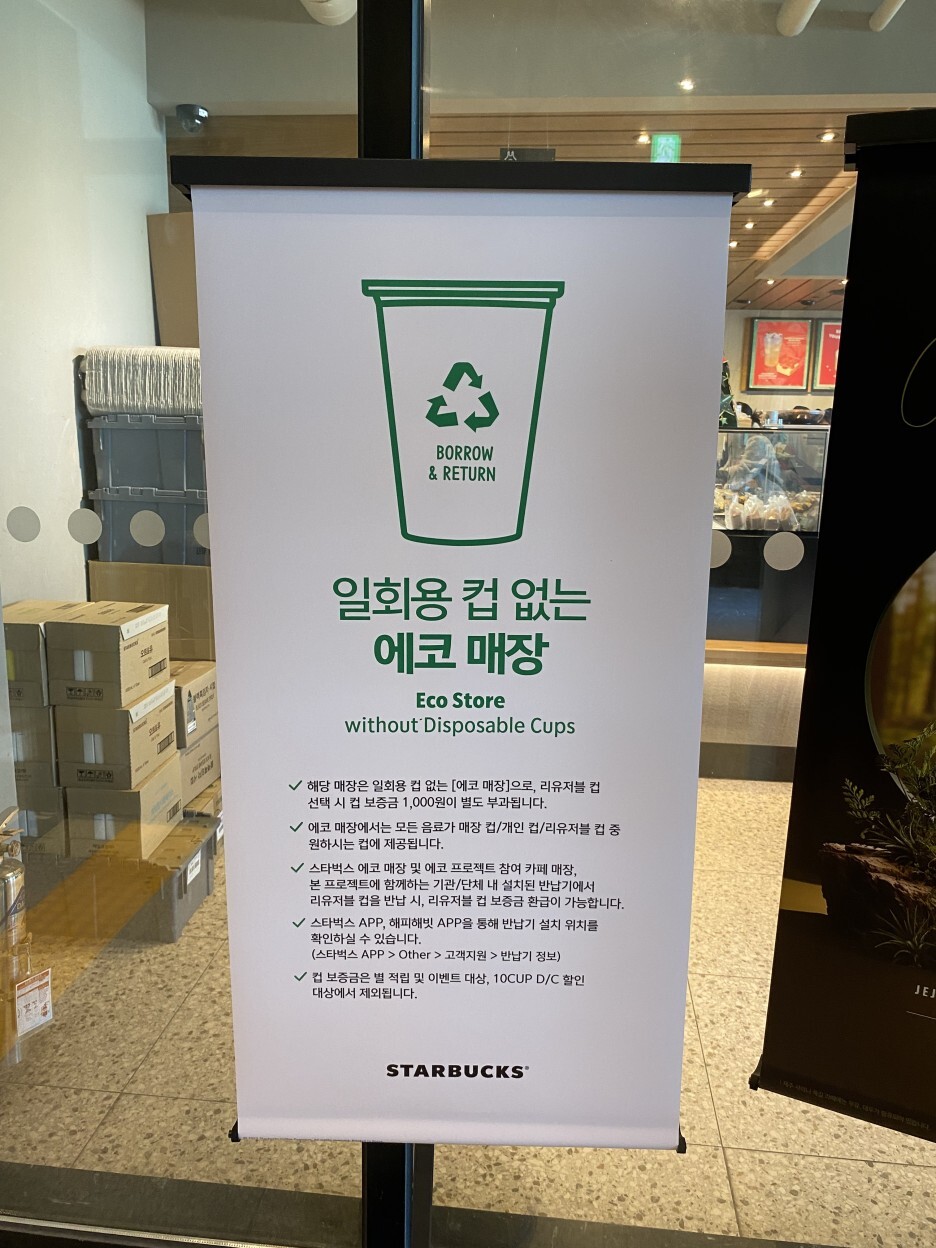 BORROW
& RETURN
일회용 컵 없는
에코 매장
Eco Store
without Disposable Cups
해당 매장은 일회용 컵 없는 [에코 매장]으로, 리유저블 컵
선택 시 컵 보증금 1,000원이 별도 부과됩니다.
에코 매장에서는 모든 음료가 매장 컵/개인 컵/리유저블 컵 중
원하시는 컵에 제공됩니다.
스타벅스 에코 매장 및 에코 프로젝트 참여 카페 매장,
본 프로젝트에 함께하는 기관/단체 내 설치된 반납기에서
리유저블 컵을 반납 시, 리유저블 컵 보증금 환급이 가능합니다.
스타벅스 APP, 해피해빗 APP을 통해 반납기 설치 위치를
확인하실 수 있습니다.
(스타벅스 APP > Other > 고객지원 > 반납기 정보)
컵 보증금은 별 적립 및 이벤트 대상, 10CUP D/C 할인
대상에서 제외됩니다.
STARBUCKS